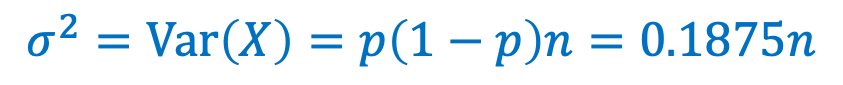 σ² = Var(X) = p(1 − p)n = 0.1875n